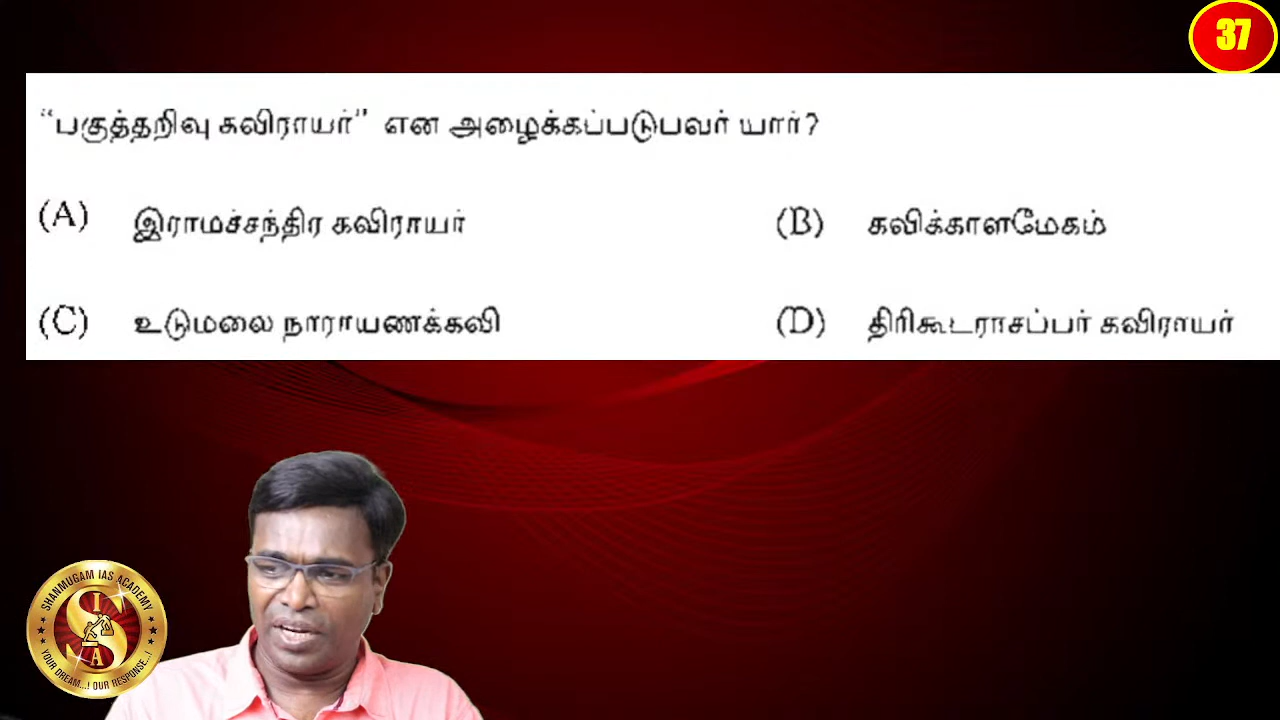 37
“பகுத்தறிவு கவிராயர்” என அழைக்கப்படுபவர் யார்?
(A) இராமச்சந்திர கவிராயர் (B) கவிக்காளமேகம்
(C) உடுமலை நாராயணக்கவி (D) திரிகூடராசப்பர் கவிராயர்
SHANMUGAM IAS ACADEMY
SIA
YOUR DREAM...! OUR RESPONSE...!